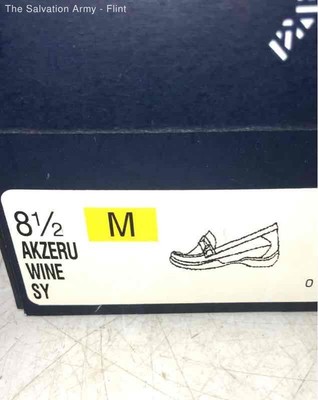 The Salvation Army - Flint
8½ M
AKZERU
WINE
SY